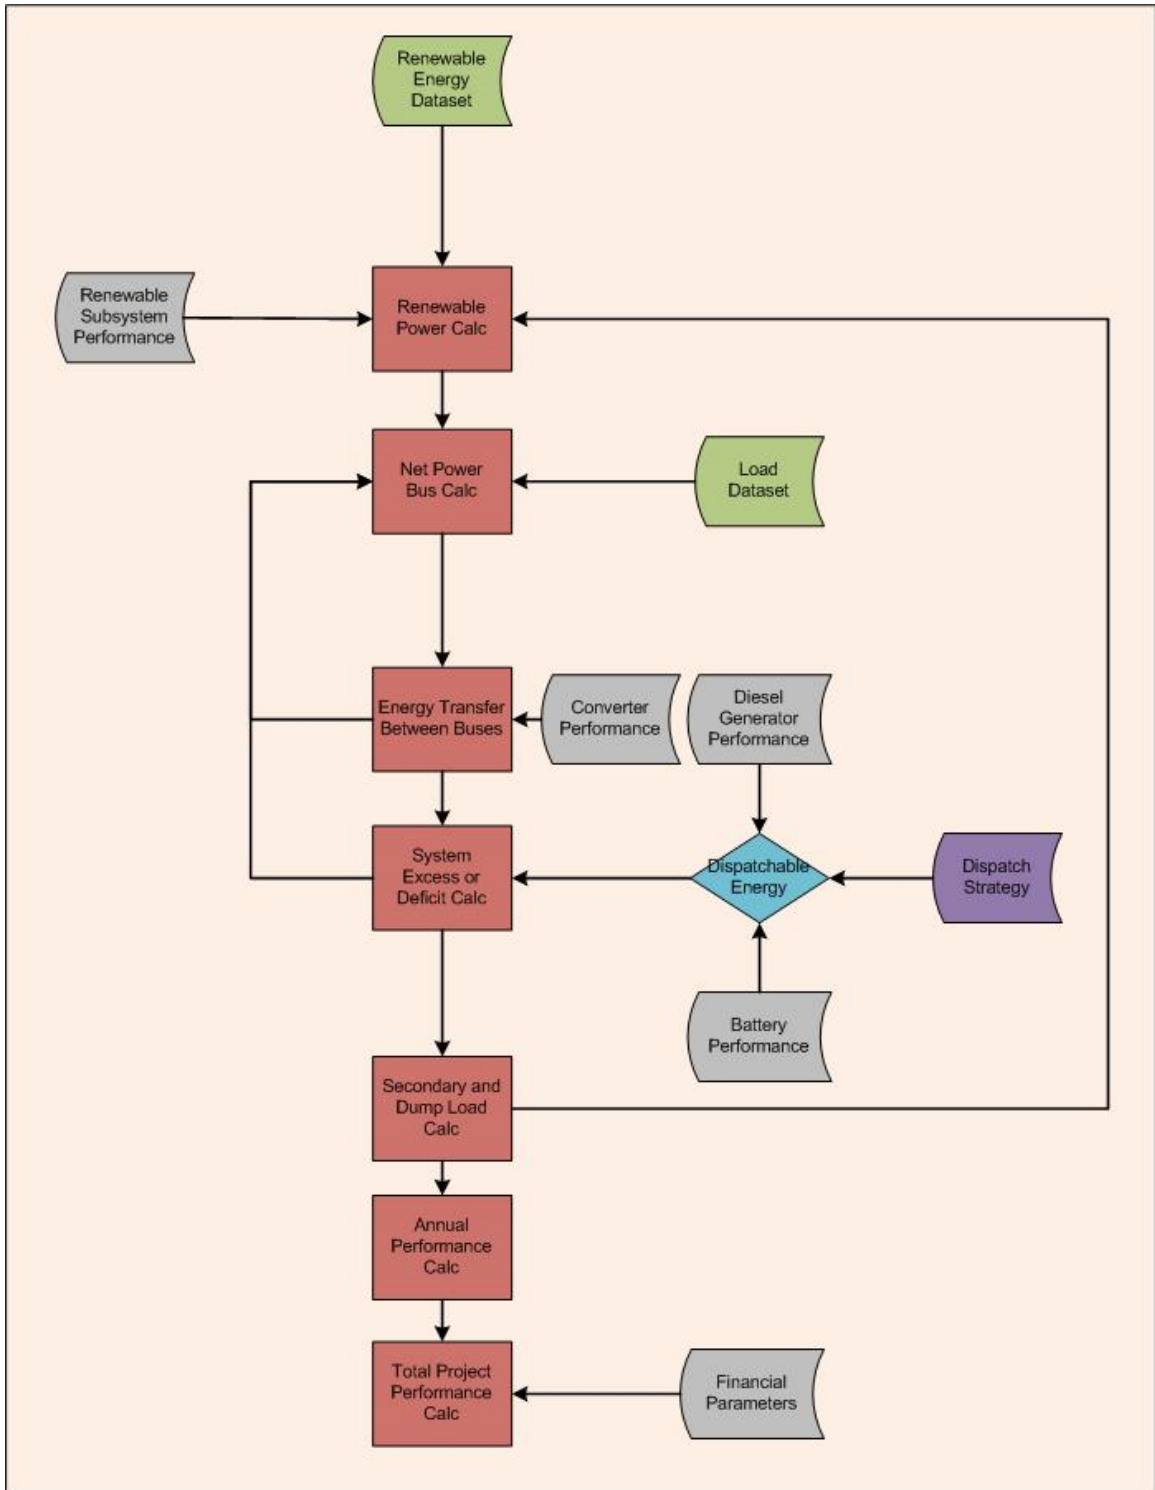 Renewable
Energy
Dataset
Renewable
Subsystem
Performance
Renewable
Power Calc
Net Power
Bus Calc
Load
Dataset
Energy Transfer
Between Buses
Converter
Performance
Diesel
Generator
Performance
System
Excess or
Deficit Calc
Dispatchable
Energy
Dispatch
Strategy
Battery
Performance
Secondary and
Dump Load
Calc
Annual
Performance
Calc
Total Project
Performance
Calc
Financial
Parameters